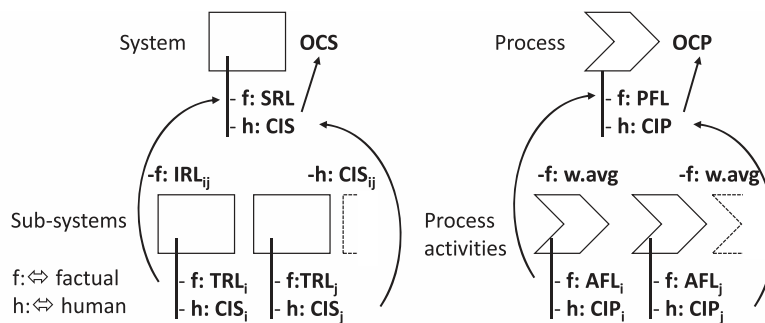 System
OCS
- f: SRL
- h: CIS
-f: IRLij
-h: CISij
Sub-systems
- f: TRLi
- h: CISi
- f:TRLj
- h: CISj
f:⇔ factual
h:⇔ human
Process
OCP
- f: PFL
- h: CIP
-f: w.avg
-f: w.avg
Process
activities
- f: AFLi
- h: CIPi
- f: AFLj
- h: CIPj